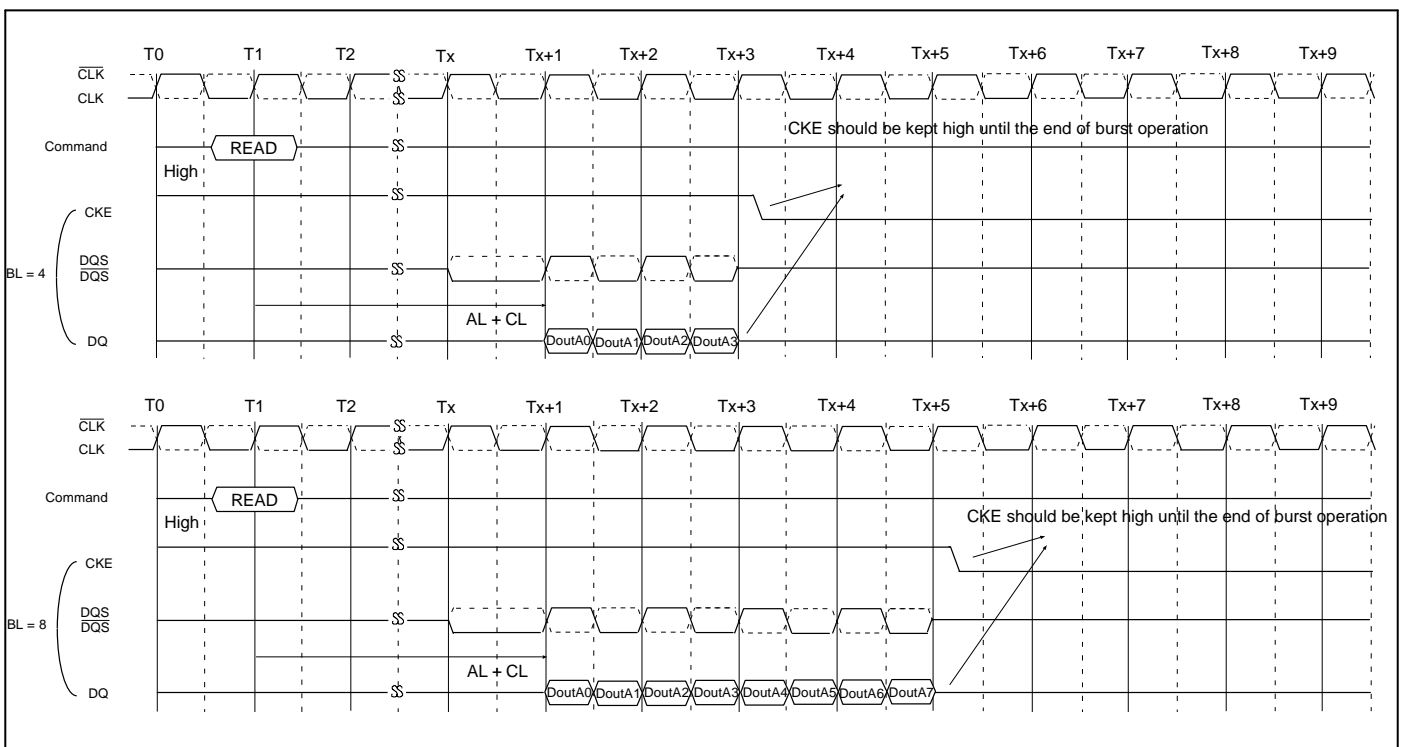 T0 T1 T2 Tx Tx+1 Tx+2 Tx+3 Tx+4 Tx+5 Tx+6 Tx+7 Tx+8 Tx+9
CLK
CLK
CKE should be kept high until the end of burst operation
Command READ
High
CKE
DQS
DQS
BL = 4
AL + CL
DQ DoutA0 DoutA1 DoutA2 DoutA3
T0 T1 T2 Tx Tx+1 Tx+2 Tx+3 Tx+4 Tx+5 Tx+6 Tx+7 Tx+8 Tx+9
CLK
CLK
Command READ
CKE should be kept high until the end of burst operation
High
CKE
DQS
DQS
BL = 8
AL + CL
DQ DoutA0 DoutA1 DoutA2 DoutA3 DoutA4 DoutA5 DoutA6 DoutA7